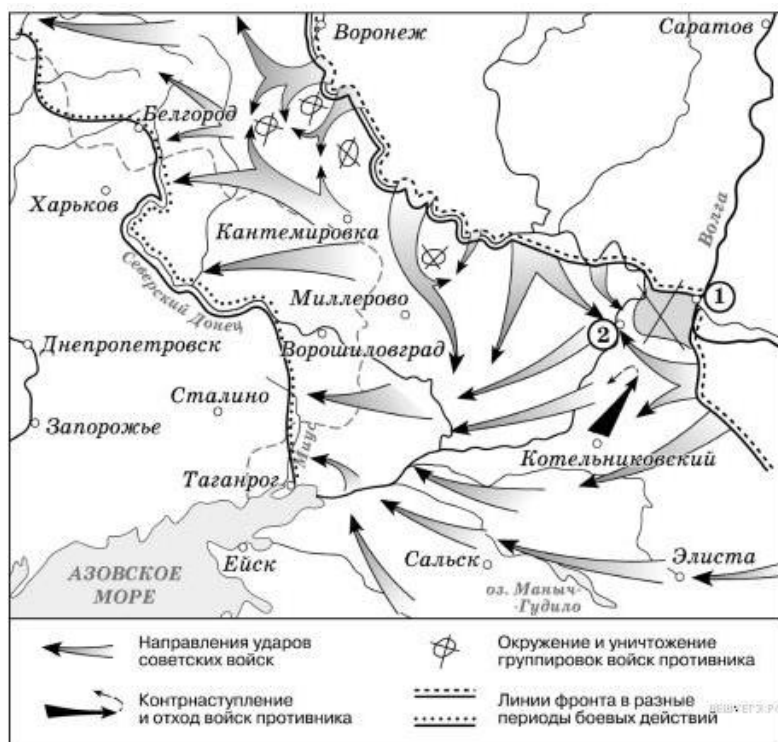 Воронеж
Саратов
Белгород
Харьков
Волга
Кантемировка
Северский Донец
Миллерово
1
2
Днепропетровск
Ворошиловград
Сталино
Запорожье
Миус
Котельниковский
Таганрог
Ейск
Сальск
Элиста
АЗОВСКОЕ
МОРЕ
оз. Маныч-
-Гудило
Направления ударов
советских войск
Окружение и уничтожение
группировок войск противника
Контрнаступление
и отход войск противника
Линии фронта в разные
периоды боевых действий